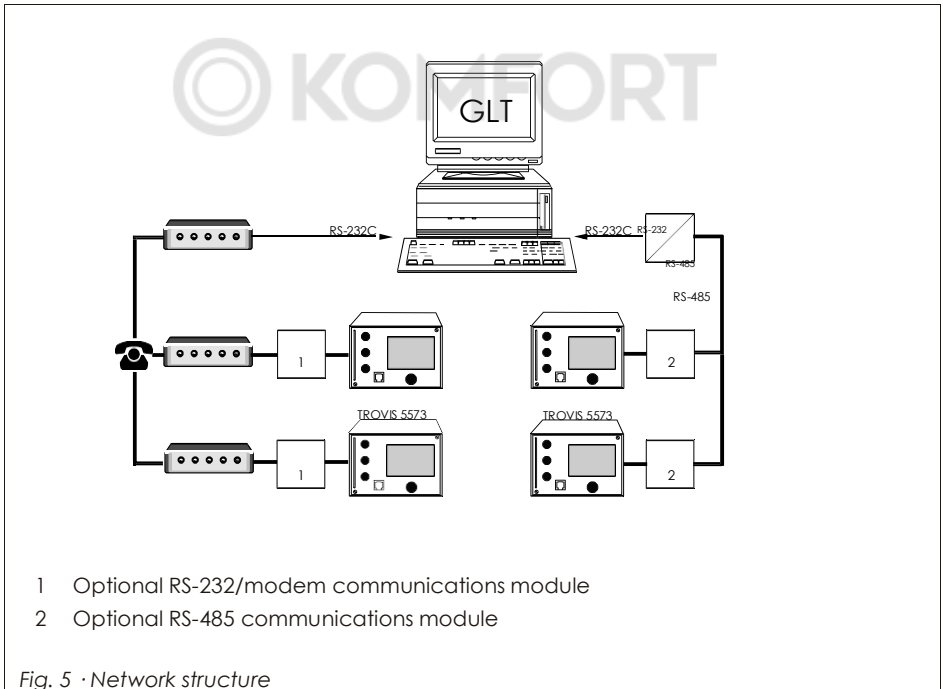 KOMFORT
GLT
RS-232C
RS-232C
RS-232
RS-485
RS-485
1
2
TROVIS 5573
TROVIS 5573
1
2
1 Optional RS-232/modem communications module
2 Optional RS-485 communications module
Fig. 5 · Network structure